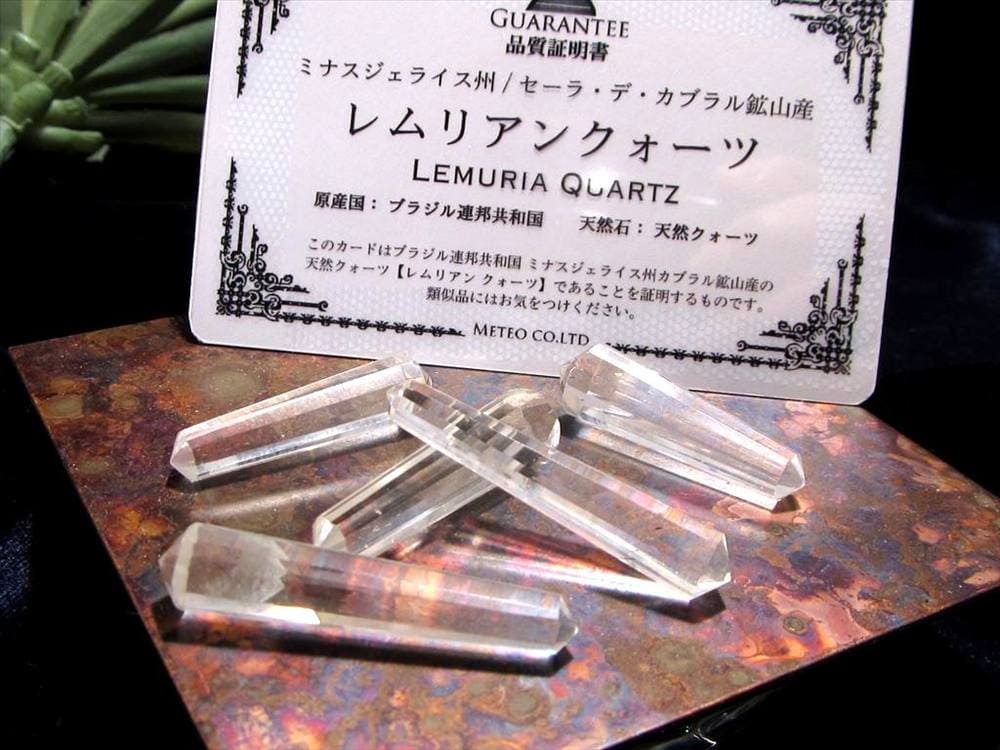 GUARANTEE
品質証明書
ミナスジェライス州 / セーラ・デ・カブラル鉱山産
レムリアンクォーツ
LEMURIA QUARTZ
原産国： ブラジル連邦共和国　天然石： 天然クォーツ
このカードはブラジル連邦共和国 ミナスジェライス州カブラル鉱山産の
天然クォーツ【レムリアン クォーツ】であることを証明するものです。
類似品にはお気をつけください。
METEO CO.LTD